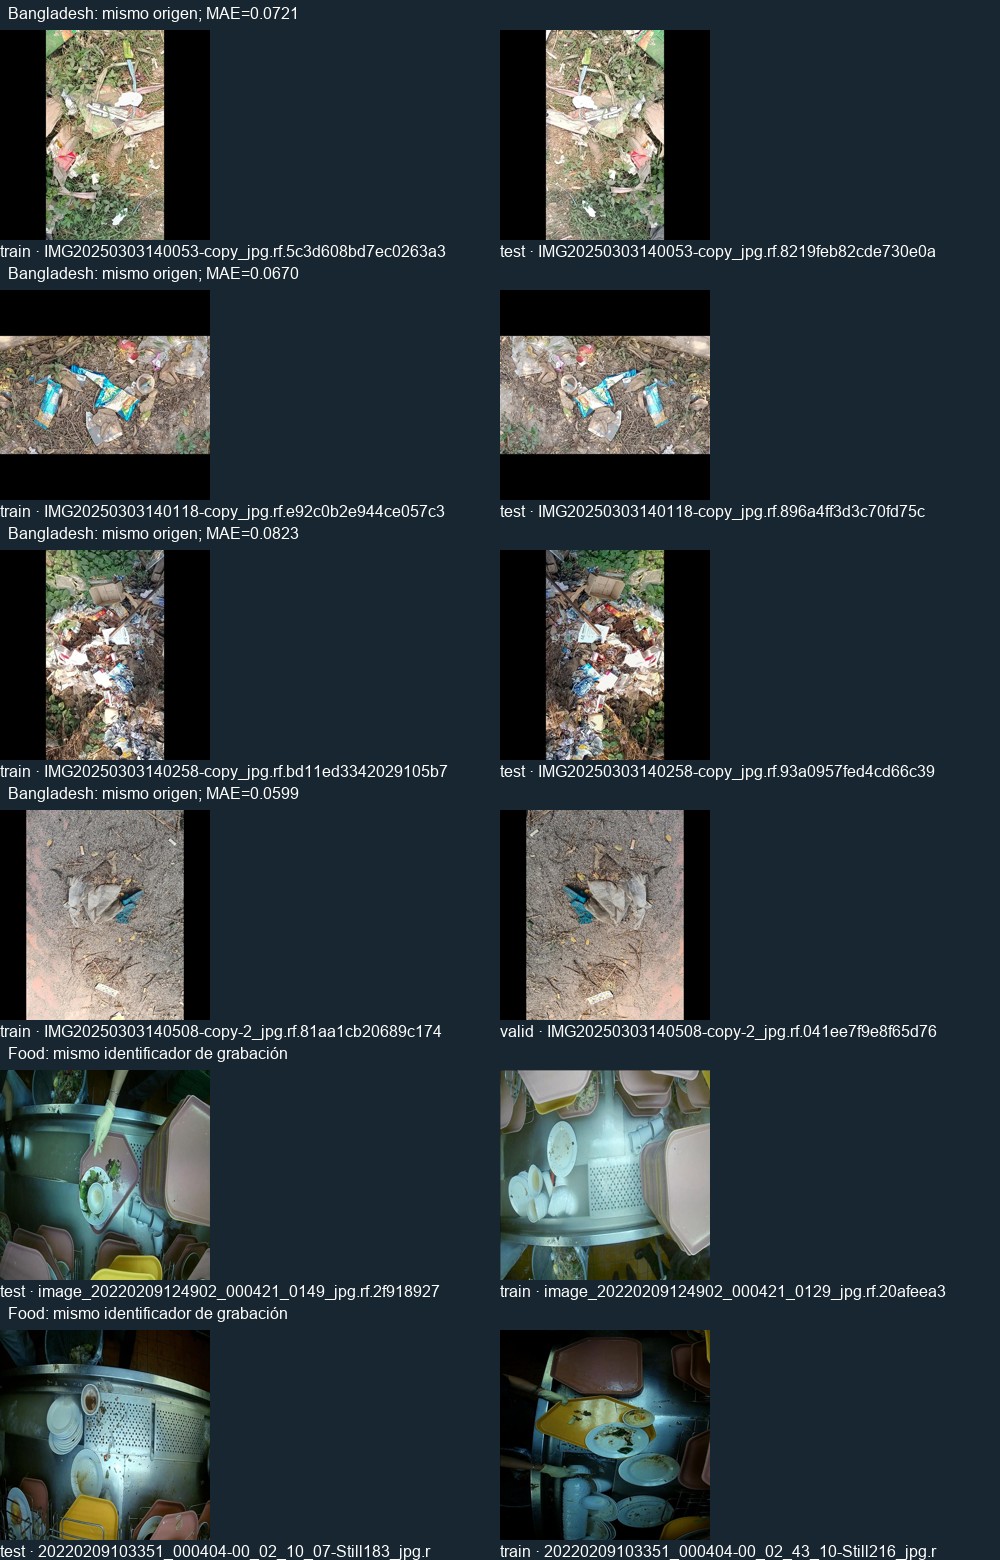 Bangladesh: mismo origen; MAE=0.0721
train · IMG20250303140053-copy_jpg.rf.5c3d608bd7ec0263a3
test · IMG20250303140053-copy_jpg.rf.8219feb82cde730e0a
Bangladesh: mismo origen; MAE=0.0670
train · IMG20250303140118-copy_jpg.rf.e92c0b2e944ce057c3
test · IMG20250303140118-copy_jpg.rf.896a4ff3d3c70fd75c
Bangladesh: mismo origen; MAE=0.0823
train · IMG20250303140258-copy_jpg.rf.bd11ed3342029105b7
test · IMG20250303140258-copy_jpg.rf.93a0957fed4cd66c39
Bangladesh: mismo origen; MAE=0.0599
train · IMG20250303140508-copy-2_jpg.rf.81aa1cb20689c174
valid · IMG20250303140508-copy-2_jpg.rf.041ee7f9e8f65d76
Food: mismo identificador de grabación
test · image_20220209124902_000421_0149_jpg.rf.2f918927
train · image_20220209124902_000421_0129_jpg.rf.20afeea3
Food: mismo identificador de grabación
test · 20220209103351_000404-00_02_10_07-Still183_jpg.r
train · 20220209103351_000404-00_02_43_10-Still216_jpg.r